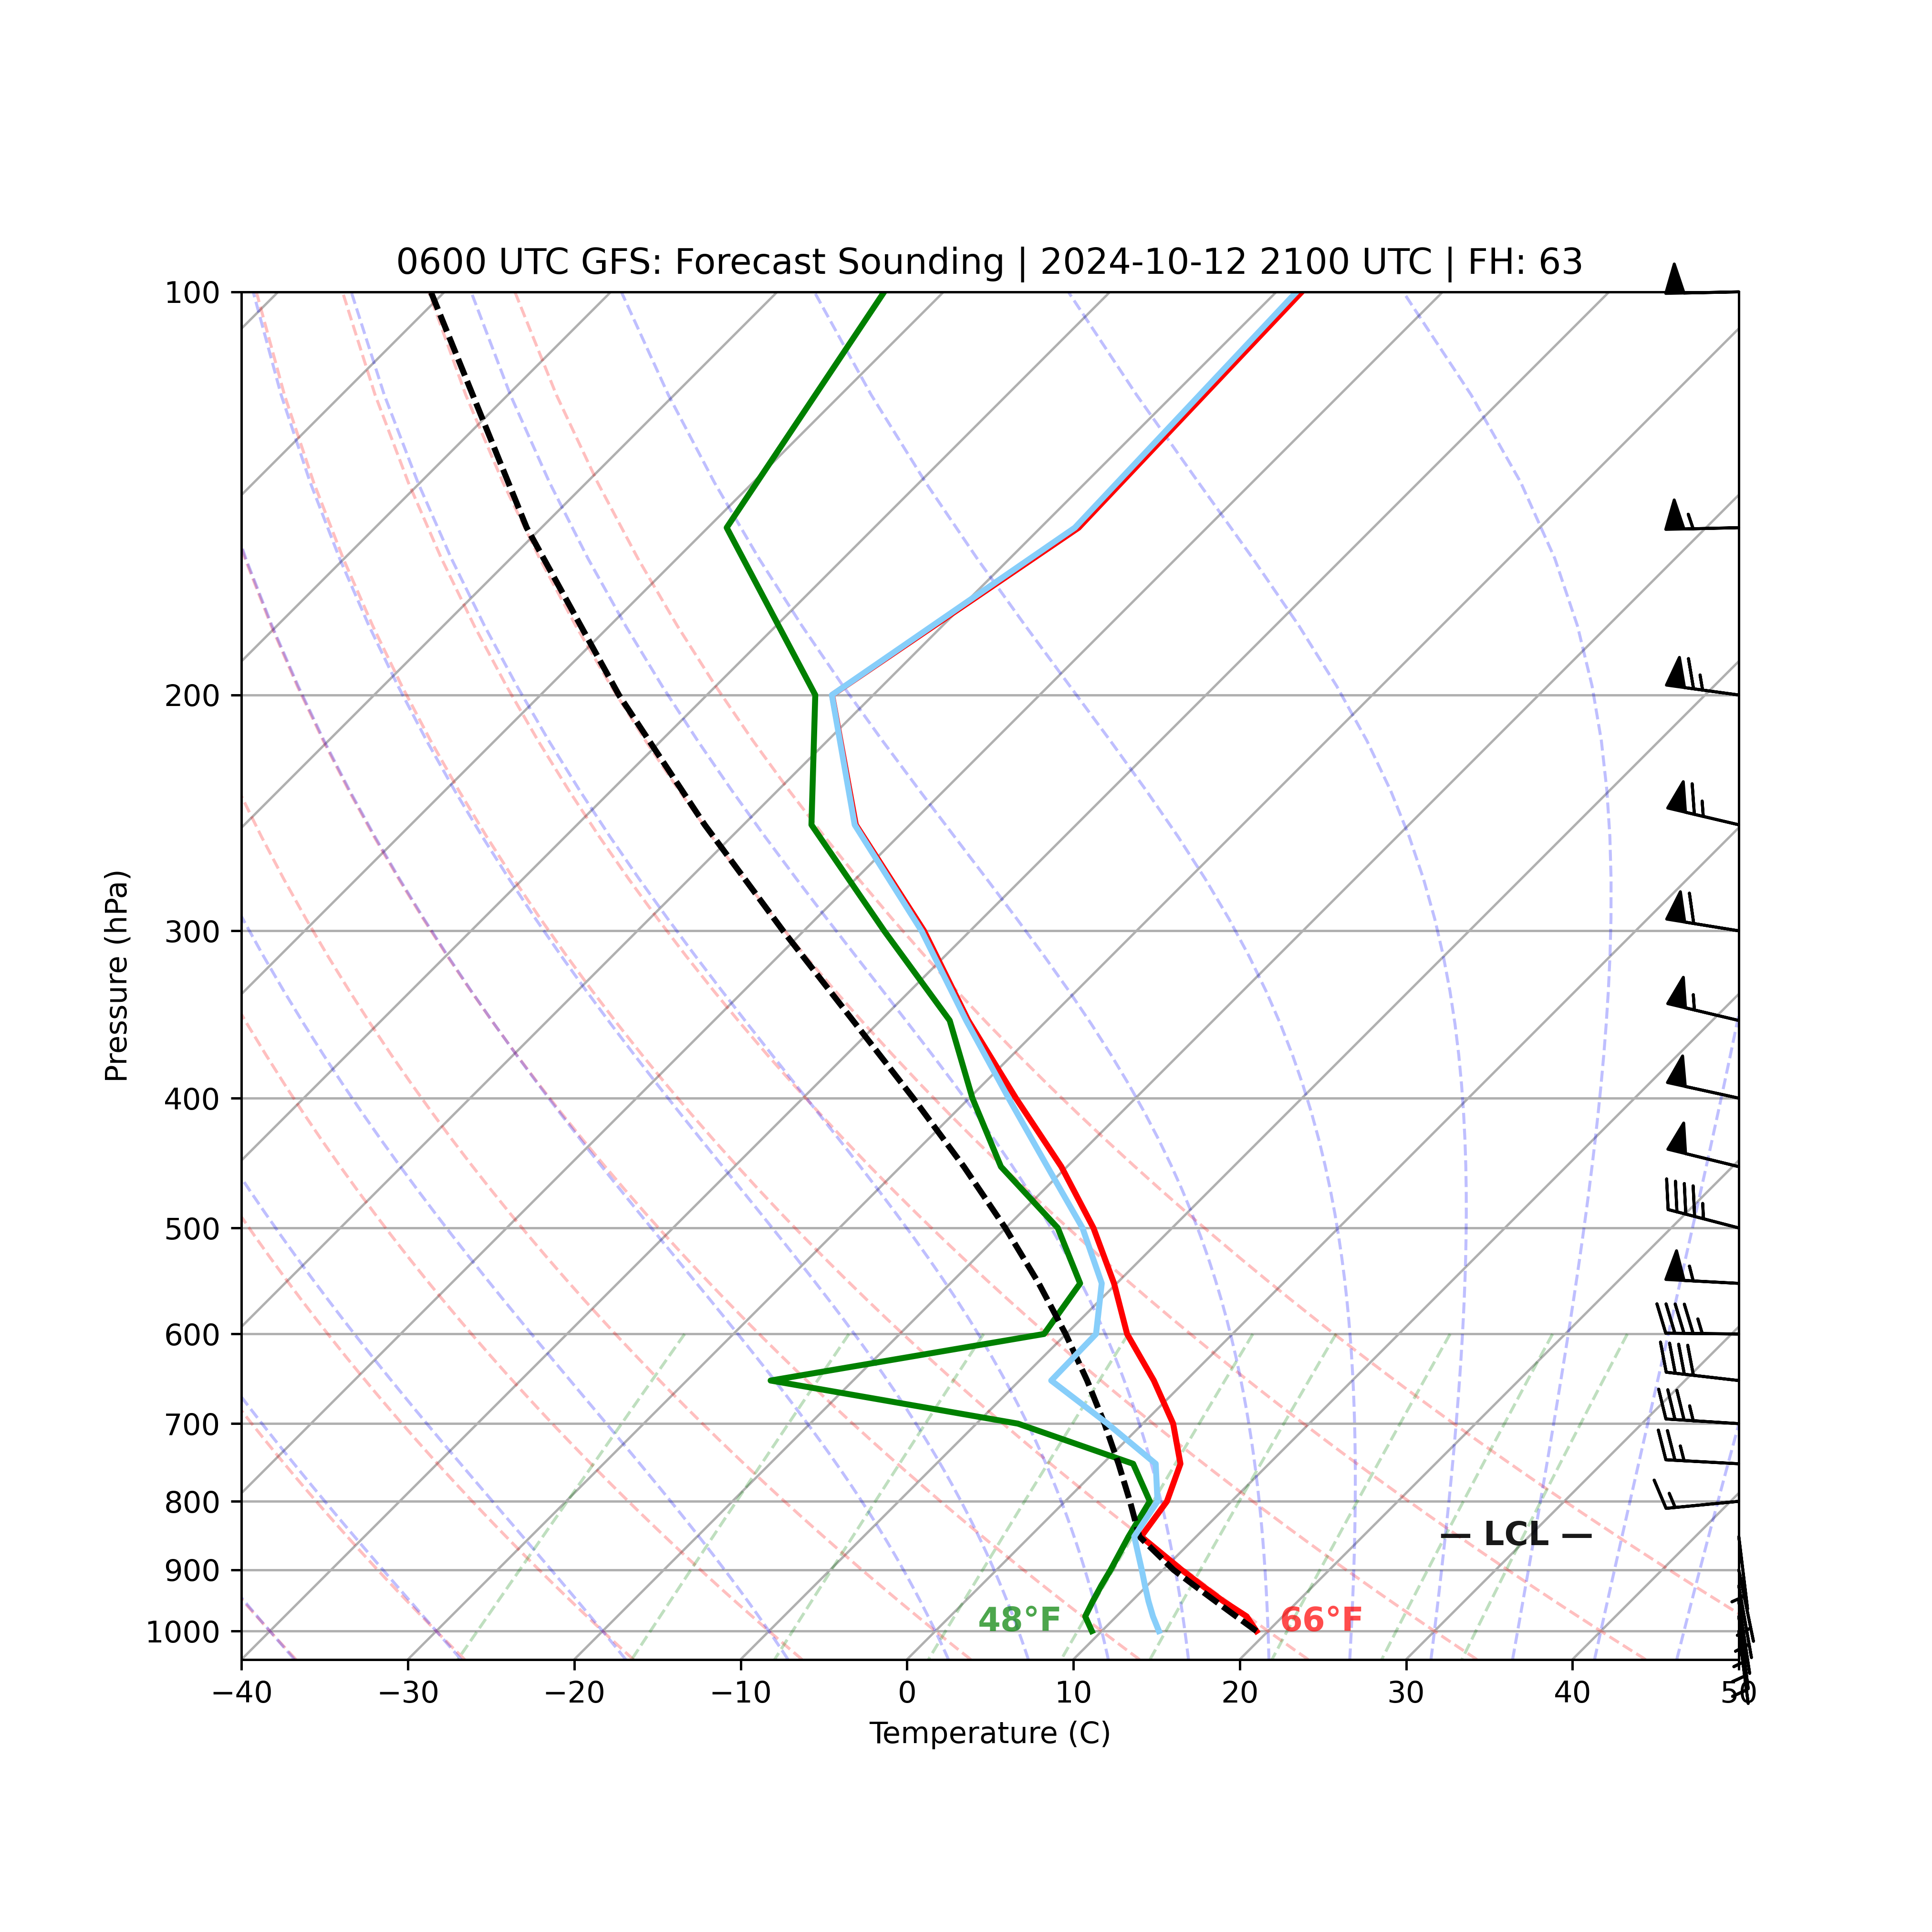 0600 UTC GFS: Forecast Sounding | 2024-10-12 2100 UTC | FH: 63
100
200
300
400
500
600
700
800
900
1000
Pressure (hPa)
— LCL —
48°F
66°F
−40 −30 −20 −10 0 10 20 30 40 50
Temperature (C)